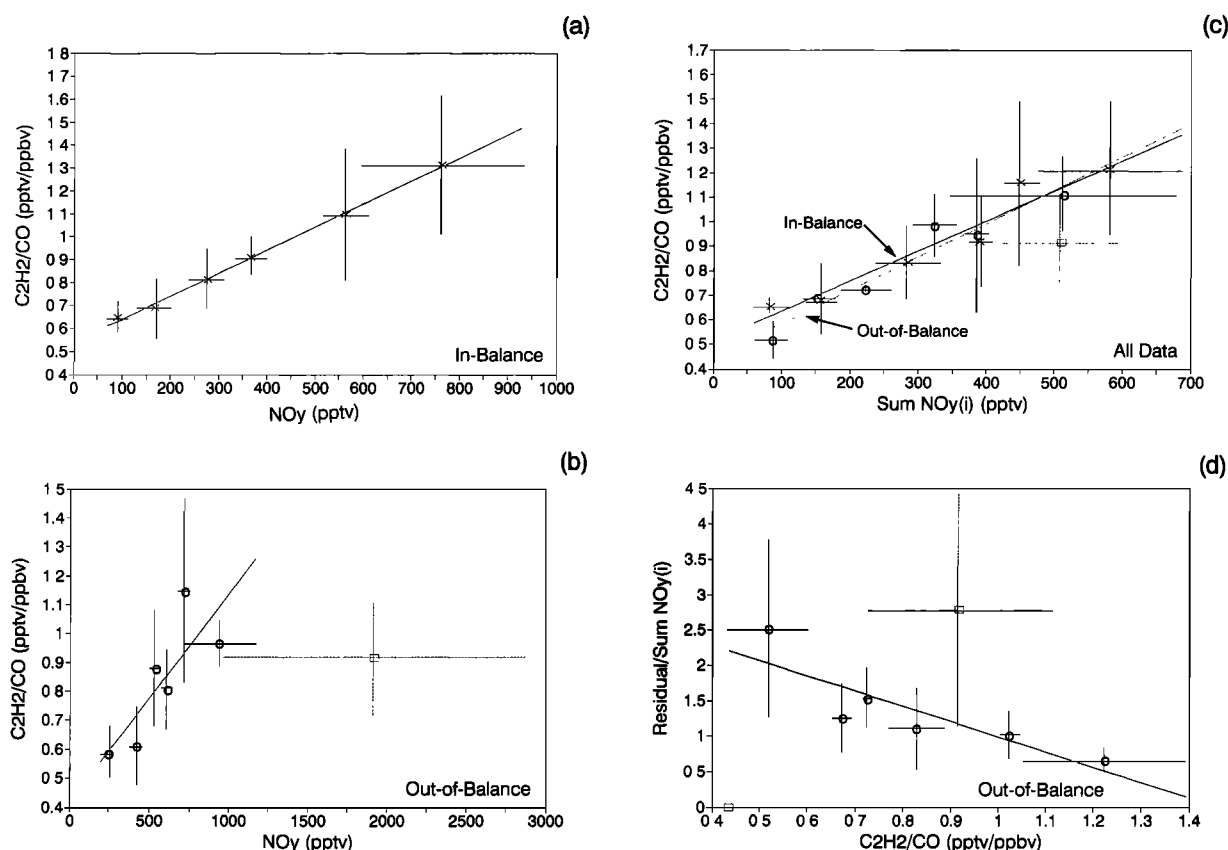 (a)
1 8
1 7
1 6
1 5
1 4
1.3
1.2
1.1
1
0.9
0.8
0 7
0 6
0 5
0 4
C2H2/CO (pptv/ppbv)
0 100 200 300 400 500 600 700 800 900 1000
NOy (pptv)
In-Balance
(c)
1.7
1 6
1 5
1 4
1 3
1.2
1.1
1
0.9
0.8
0.7
0 6
0 5
0 4
C2H2/CO (pptv/ppbv)
0 100 200 300 400 500 600 700
Sum NOy(i) (pptv)
In-Balance
Out-of-Balance
All Data
(b)
1 5
1 4
1.3
1.2
1.1
1
0.9
0.8
0.7
0 6
0 5
0 4
C2H2/CO (pptv/ppbv)
0 500 1000 1500 2000 2500 3000
NOy (pptv)
Out-of-Balance
(d)
4 5
4
3.5
3
2.5
2
1.5
1
0 5
0
Residual/Sum NOy(i)
0 4 0 5 0 6 0 7 0 8 0.9 1 1.1 1.2 1.3 1.4
C2H2/CO (pptv/ppbv)
Out-of-Balance